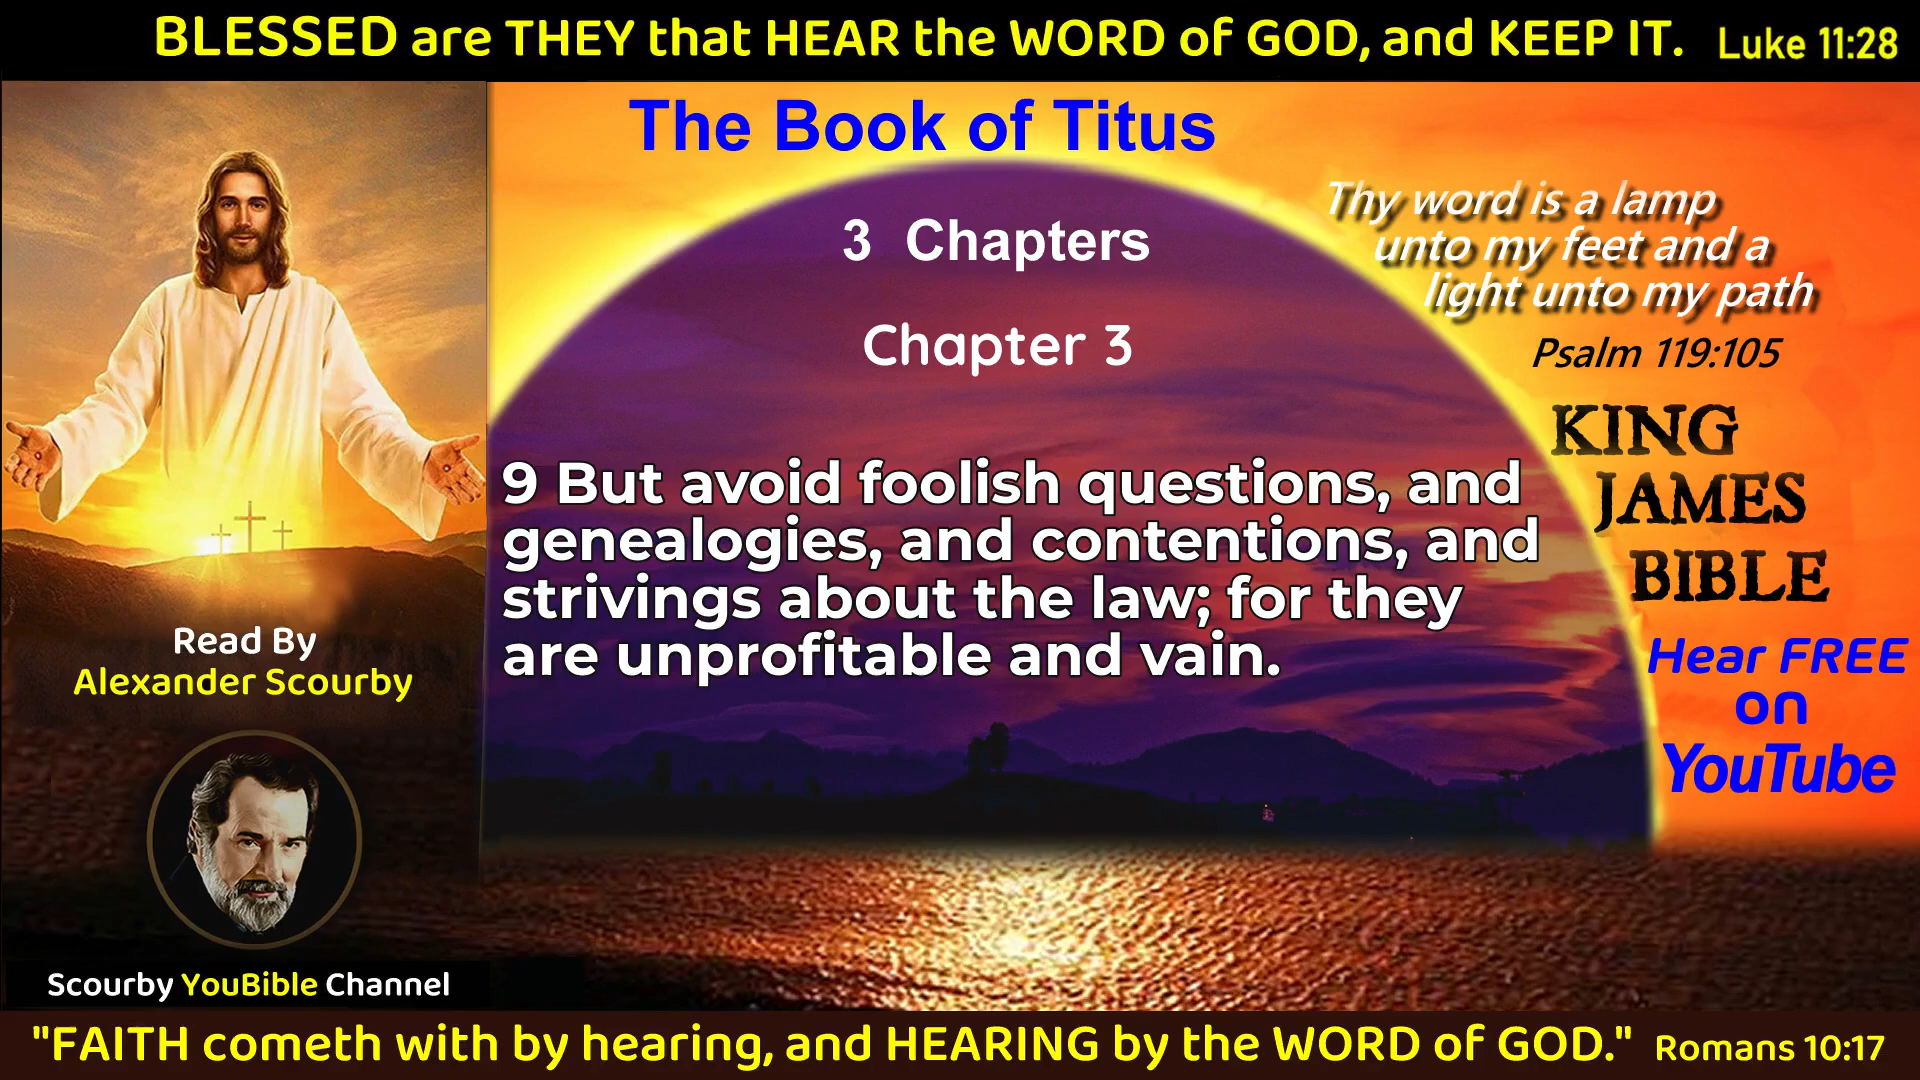 BLESSED are THEY that HEAR the WORD of GOD, and KEEP IT. Luke 11:28
The Book of Titus
3 Chapters
Chapter 3
9 But avoid foolish questions, and
genealogies, and contentions, and
strivings about the law; for they
are unprofitable and vain.
Thy word is a lamp
unto my feet and a
light unto my path
Psalm 119:105
KING
JAMES
BIBLE
Hear FREE
on
YouTube
Read By
Alexander Scourby
Scourby YouBible Channel
"FAITH cometh with by hearing, and HEARING by the WORD of GOD." Romans 10:17